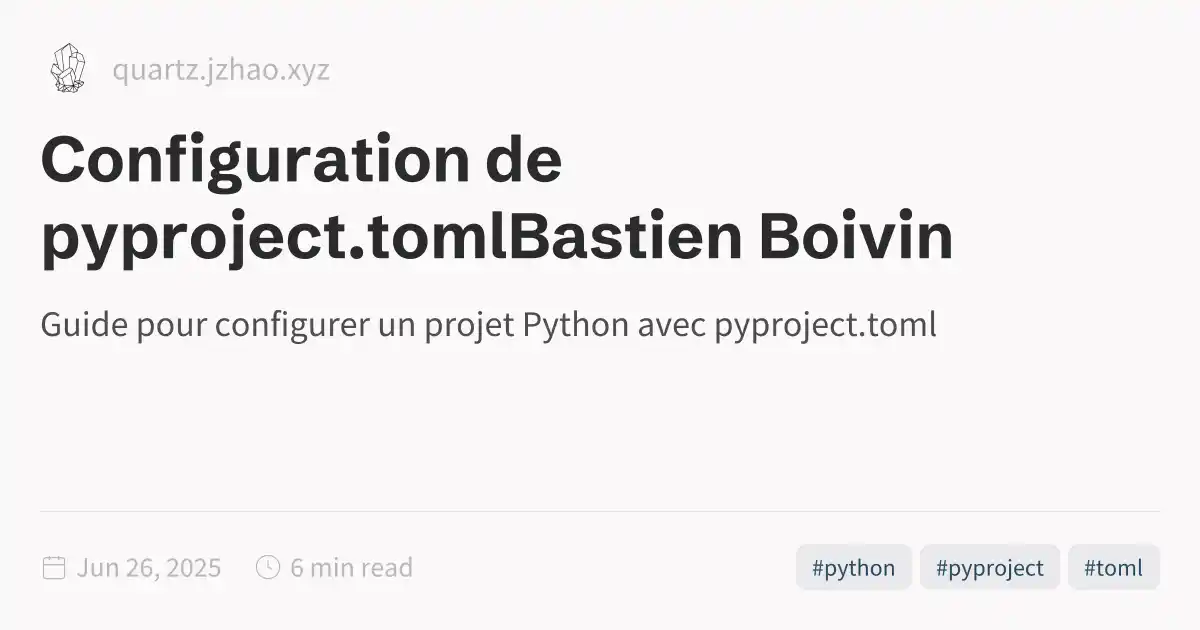 quartz.jzhao.xyz
Configuration de
pyproject.tomlBastien Boivin
Guide pour configurer un projet Python avec pyproject.toml
Jun 26, 2025 6 min read #python #pyproject #toml